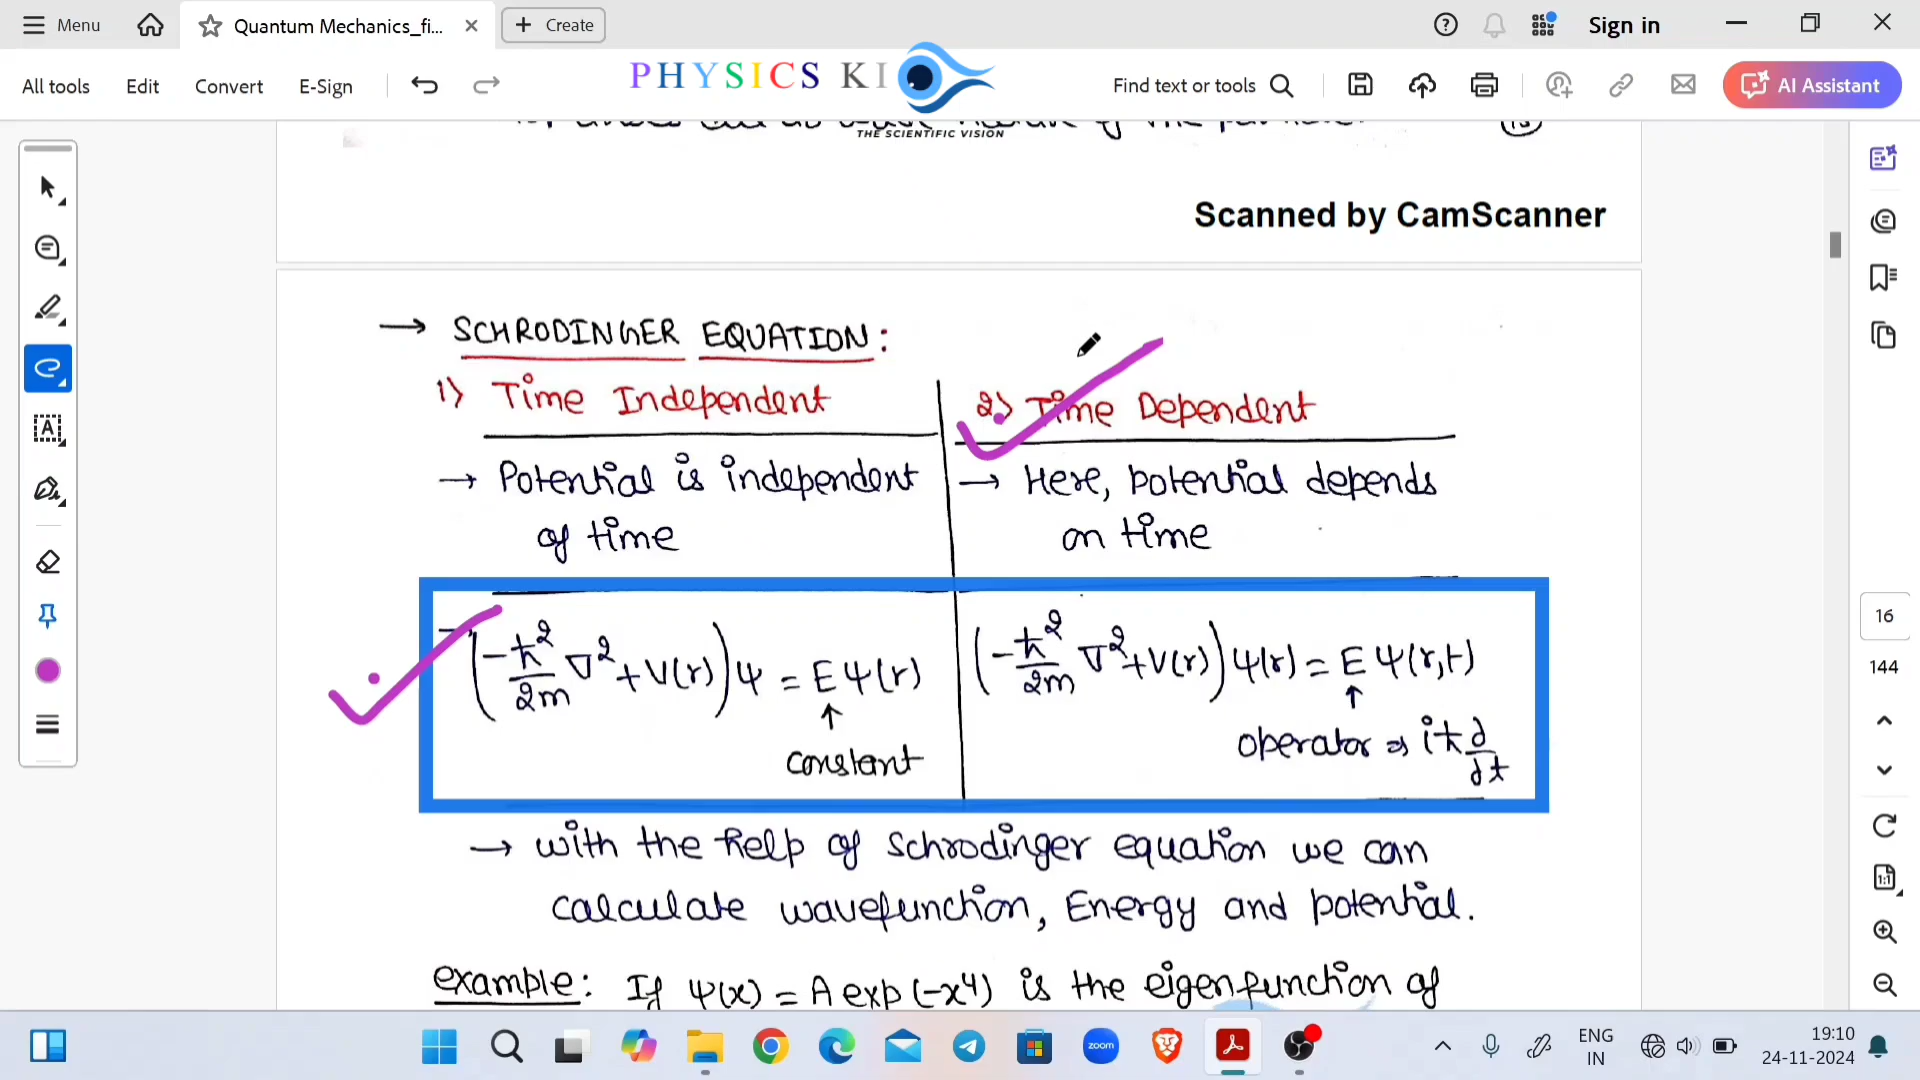 Menu
Quantum Mechanics_fi...
Create
Sign in
All tools
Edit
Convert
E-Sign
PHYSICS KI
THE SCIENTIFIC VISION
Find text or tools
AI Assistant
Scanned by CamScanner
→ SCHRODINGER EQUATION:
1) Time Independent
2) Time Dependent
→ Potential is independent
of time
→ Here, potential depends
on time
→ (-ħ²/2m ∇² + V(r)) ψ = E ψ(r)
↑
constant
(-ħ²/2m ∇² + V(r)) ψ(r) = E ψ(r,t)
↑
operator ⇒ iħ ∂/∂t
→ with the help of schrodinger equation we can
calculate wavefunction, Energy and potential.
example: If ψ(x) = A exp(-x⁴) is the eigenfunction of
16
144
1:1
zoom
ENG
IN
19:10
24-11-2024